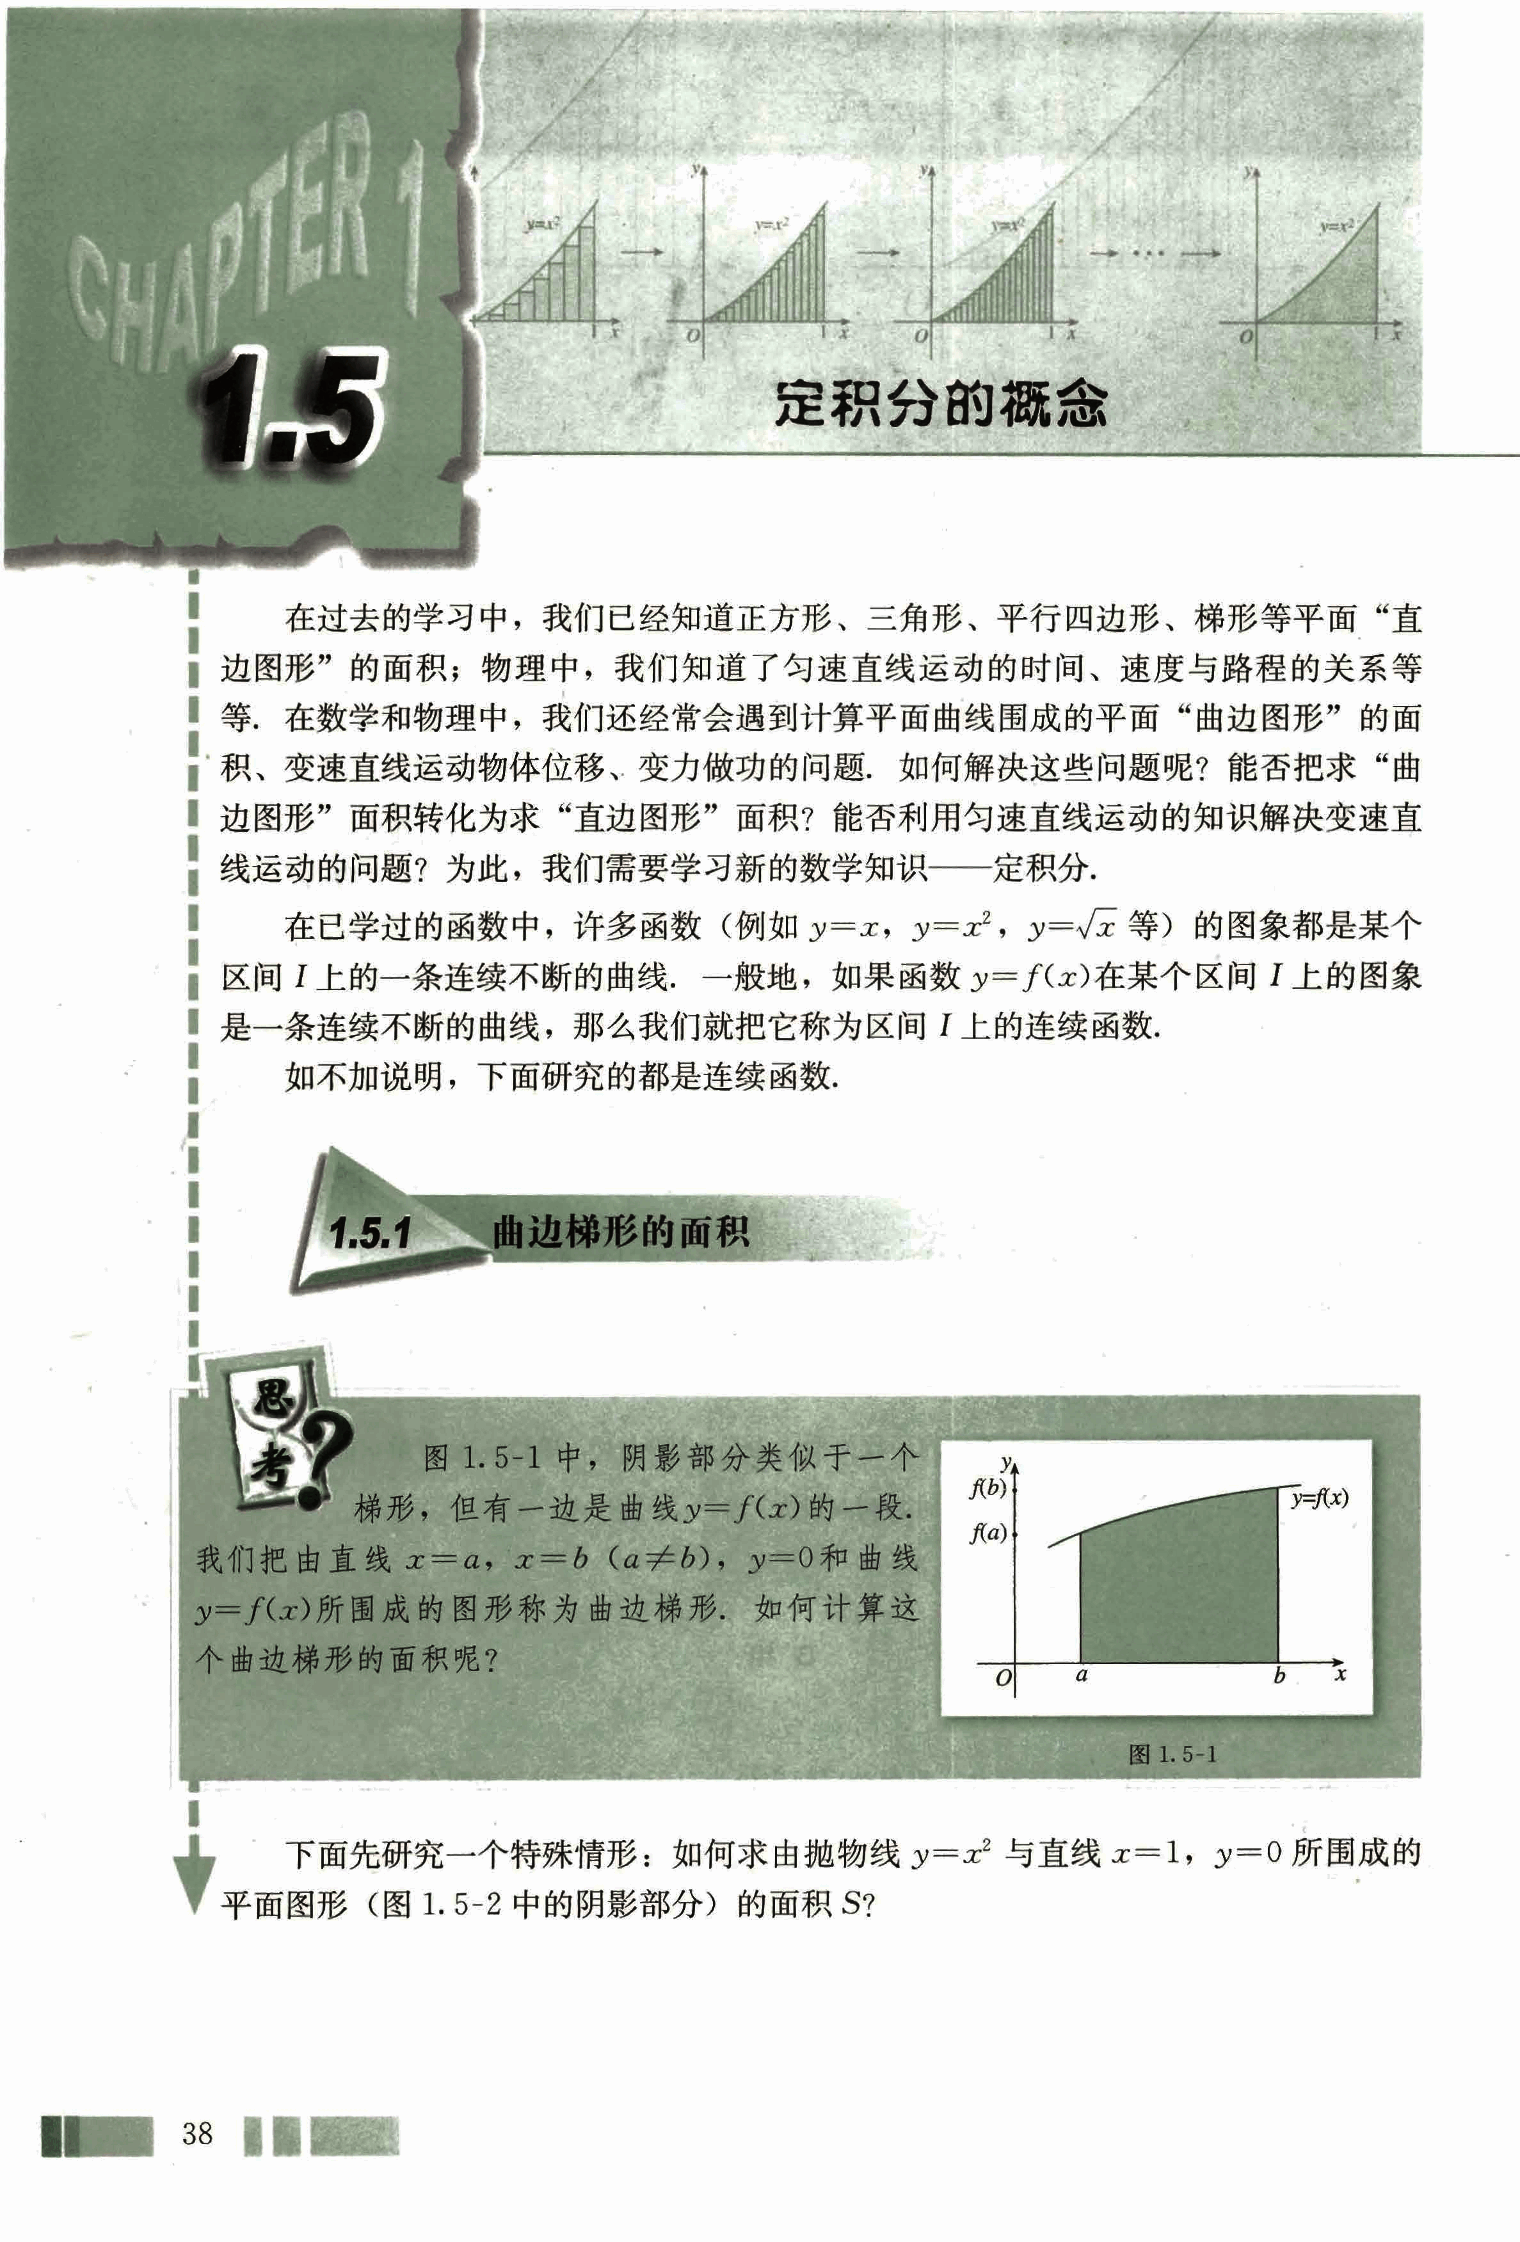 CHAPTER 1
1.5
y=x²
1 x
y
y=x²
O 1 x
y
y=x²
O 1 x
…
y
y=x²
O 1 x
定积分的概念
在过去的学习中，我们已经知道正方形、三角形、平行四边形、梯形等平面“直
边图形”的面积；物理中，我们知道了匀速直线运动的时间、速度与路程的关系等
等. 在数学和物理中，我们还经常会遇到计算平面曲线围成的平面“曲边图形”的面
积、变速直线运动物体位移、变力做功的问题. 如何解决这些问题呢？能否把求“曲
边图形”面积转化为求“直边图形”面积？能否利用匀速直线运动的知识解决变速直
线运动的问题？为此，我们需要学习新的数学知识——定积分.
在已学过的函数中，许多函数（例如 y=x，y=x²，y=√x 等）的图象都是某个
区间 I 上的一条连续不断的曲线. 一般地，如果函数 y=f(x)在某个区间 I 上的图象
是一条连续不断的曲线，那么我们就把它称为区间 I 上的连续函数.
如不加说明，下面研究的都是连续函数.
1.5.1 曲边梯形的面积
思考？
图 1.5-1 中，阴影部分类似于一个
梯形，但有一边是曲线y=f(x)的一段.
我们把由直线 x=a，x=b（a≠b），y=0和曲线
y=f(x)所围成的图形称为曲边梯形. 如何计算这
个曲边梯形的面积呢？
y
f(b)
y=f(x)
f(a)
O a b x
图 1.5-1
下面先研究一个特殊情形：如何求由抛物线 y=x² 与直线 x=1，y=0 所围成的
平面图形（图 1.5-2 中的阴影部分）的面积 S？
38